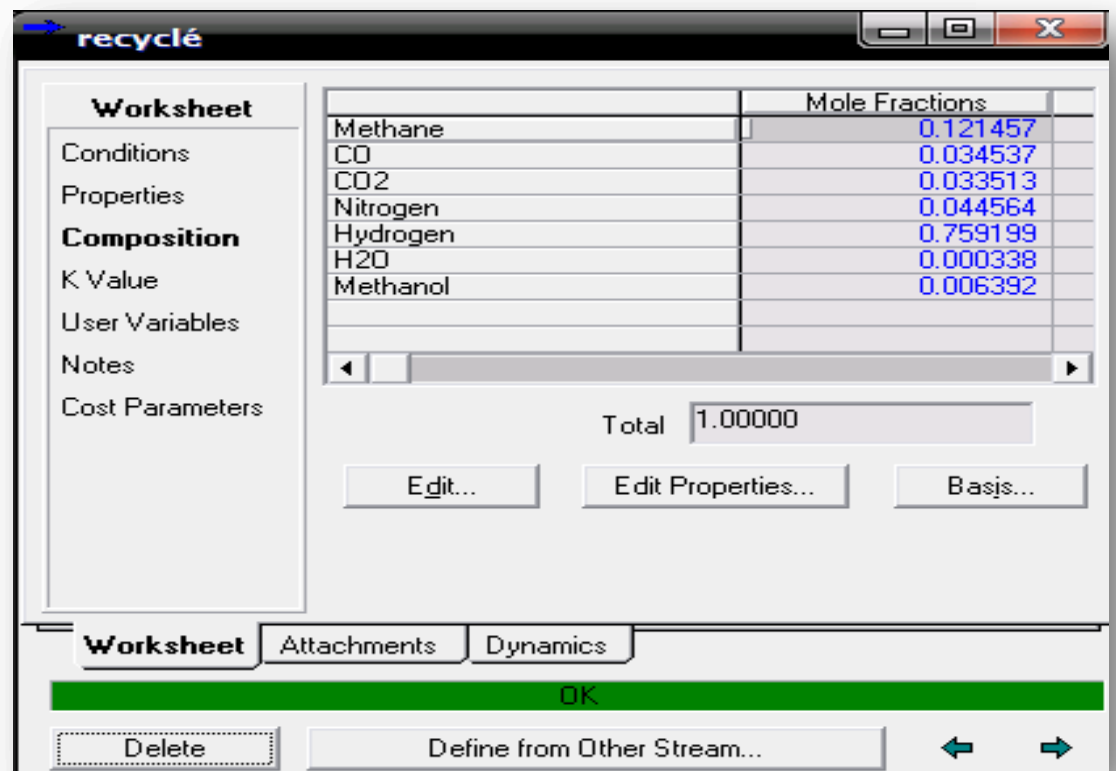 recyclé
Worksheet
Conditions
Properties
Composition
K Value
User Variables
Notes
Cost Parameters
Mole Fractions
Methane 0.121457
CO 0.034537
CO2 0.033513
Nitrogen 0.044564
Hydrogen 0.759199
H2O 0.000338
Methanol 0.006392
Total 1.00000
Edit... Edit Properties... Basis...
Worksheet Attachments Dynamics
OK
Delete Define from Other Stream...